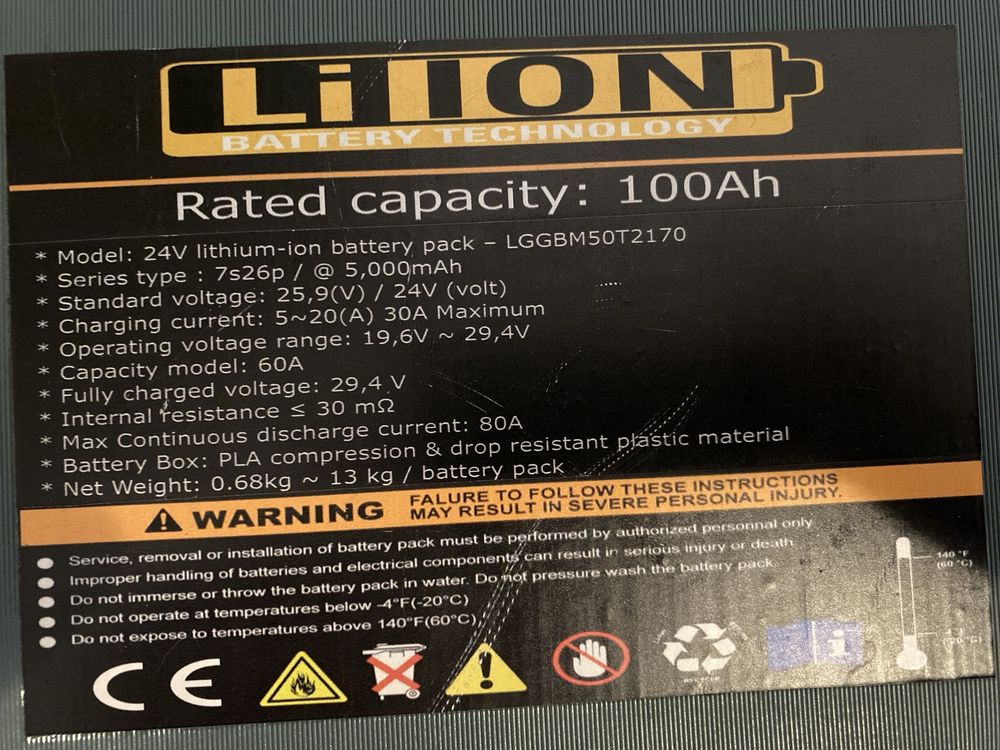 Li ION
BATTERY TECHNOLOGY
Rated capacity: 100Ah
* Model: 24V lithium-ion battery pack – LGGBM50T2170
* Series type : 7s26p / @ 5,000mAh
* Standard voltage: 25,9(V) / 24V (volt)
* Charging current: 5~20(A) 30A Maximum
* Operating voltage range: 19,6V ~ 29,4V
* Capacity model: 60A
* Fully charged voltage: 29,4 V
* Internal resistance ≤ 30 mΩ
* Max Continuous discharge current: 80A
* Battery Box: PLA compression & drop resistant plastic material
* Net Weight: 0.68kg ~ 13 kg / battery pack
WARNING
FALURE TO FOLLOW THESE INSTRUCTIONS
MAY RESULT IN SEVERE PERSONAL INJURY.
● Service, removal or installation of battery pack must be performed by authorized personnal only
● Improper handling of batteries and electrical components can result in serious injury or death
● Do not immerse or throw the battery pack in water. Do not pressure wash the battery pack
● Do not operate at temperatures below -4°F(-20°C)
● Do not expose to temperatures above 140°F(60°C)
140 °F
(60 °C)
CE
RECYCLER
i